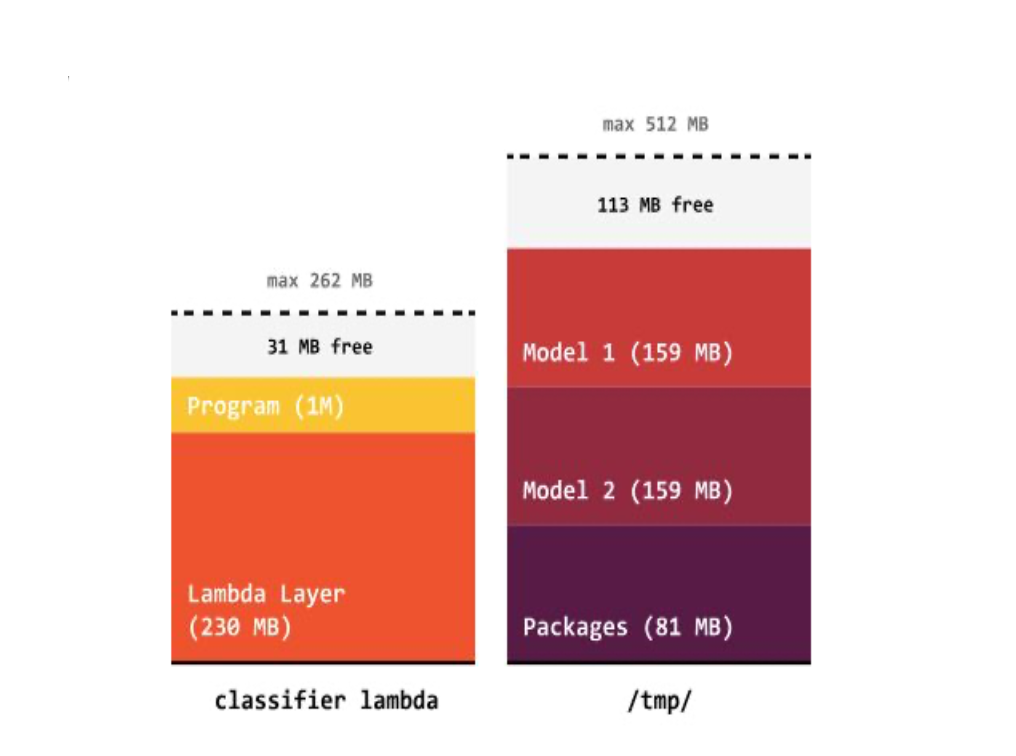 max 512 MB
113 MB free
max 262 MB
31 MB free
Model 1 (159 MB)
Program (1M)
Model 2 (159 MB)
Lambda Layer
(230 MB)
Packages (81 MB)
classifier lambda
/tmp/